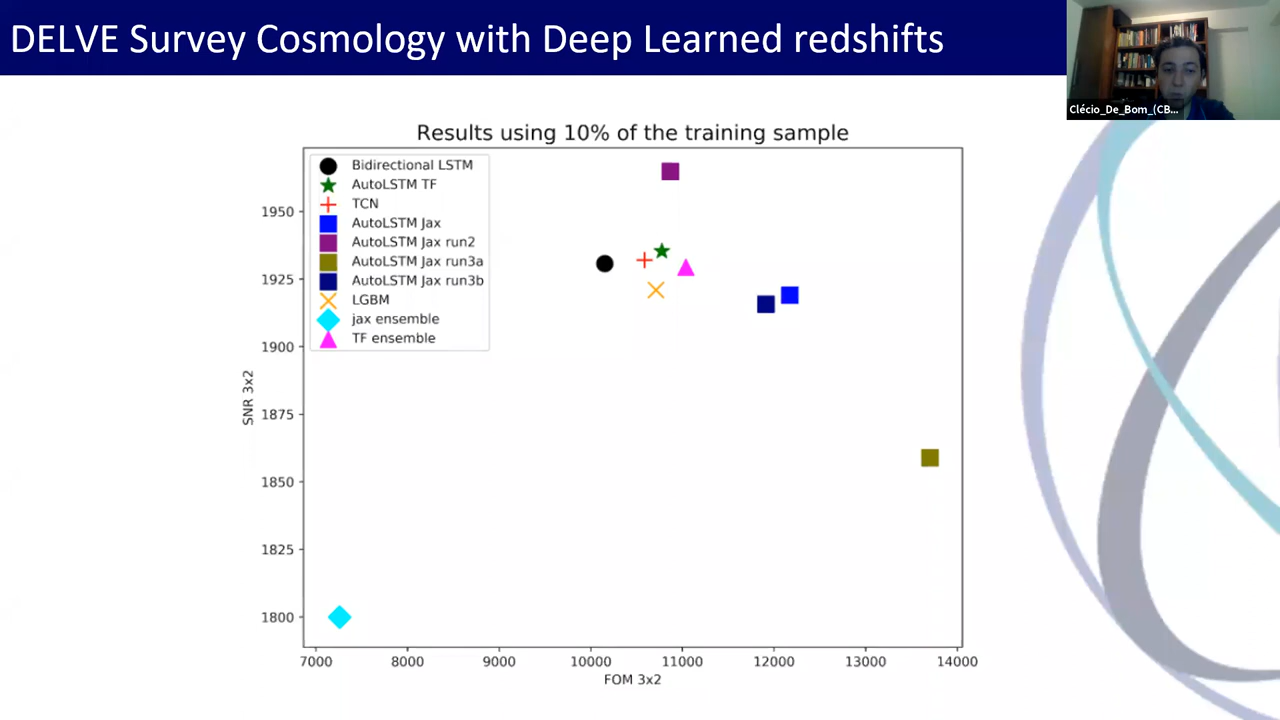 DELVE Survey Cosmology with Deep Learned redshifts
Clécio_De_Bom_(CB...
Results using 10% of the training sample
Bidirectional LSTM
AutoLSTM TF
TCN
AutoLSTM Jax
AutoLSTM Jax run2
AutoLSTM Jax run3a
AutoLSTM Jax run3b
LGBM
jax ensemble
TF ensemble
1950
1925
1900
1875
1850
1825
1800
SNR 3x2
7000 8000 9000 10000 11000 12000 13000 14000
FOM 3x2